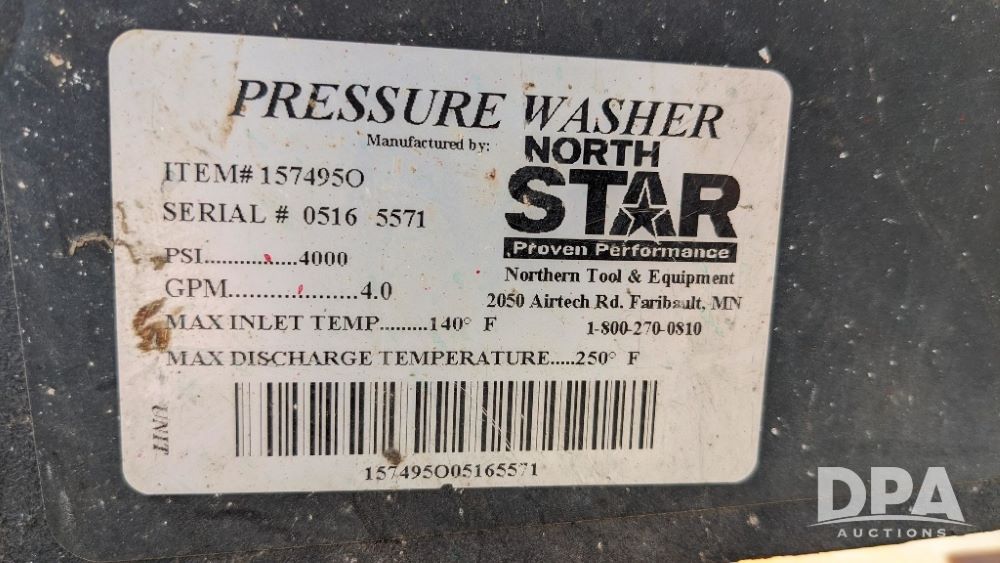 PRESSURE WASHER
Manufactured by:
NORTH
STAR
Proven Performance
Northern Tool & Equipment
2050 Airtech Rd. Faribault, MN
1-800-270-0810
ITEM# 157495O
SERIAL # 0516 5571
PSI..............4000
GPM....................4.0
MAX INLET TEMP.........140° F
MAX DISCHARGE TEMPERATURE.....250° F
UNIT
157495O05165571
DPA
AUCTIONS